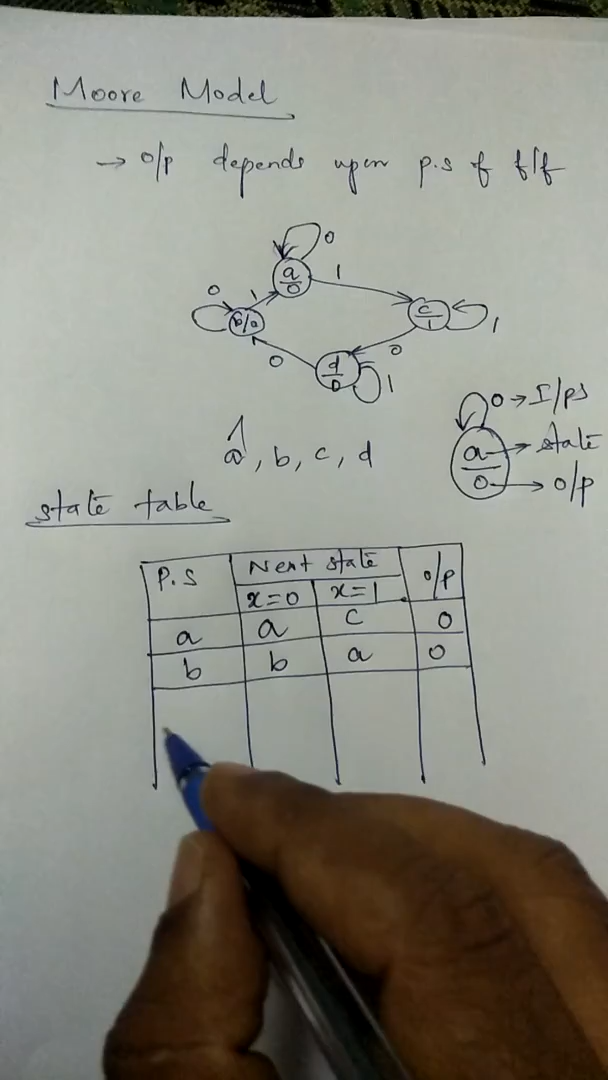 Moore Model
→ O/p depends upon p.s of f/f
0
a/0 1
0 1 b/0 c/1 1
0 d/0 0
1
0 → I/ps
a → state
0 → O/p
a, b, c, d
state table
P.S Next state O/p
x=0 x=1
a a c 0
b b a 0